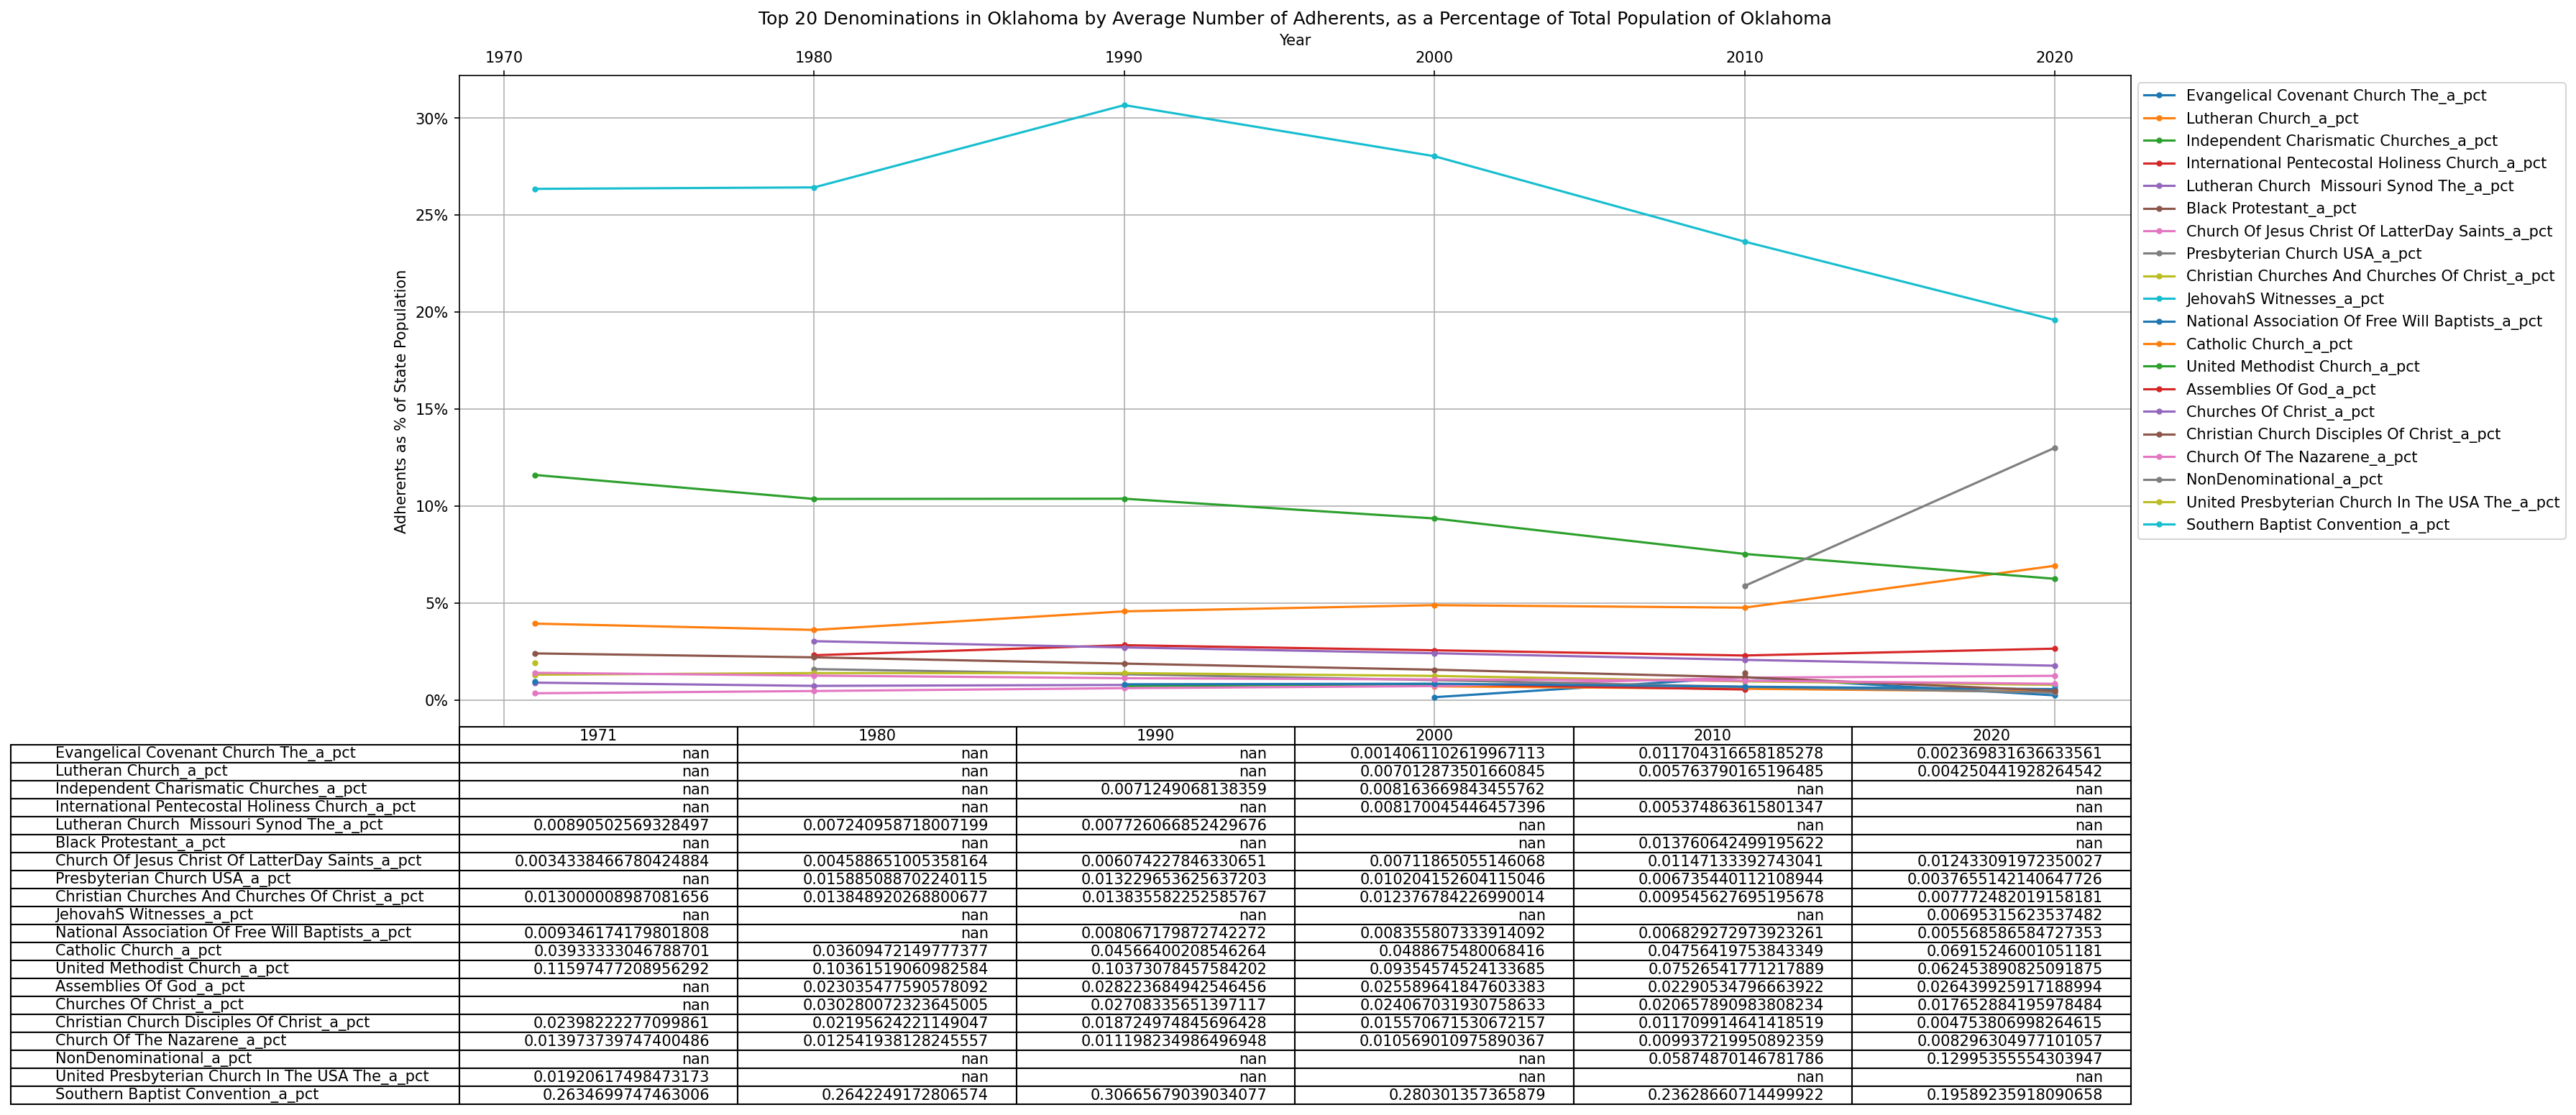 Top 20 Denominations in Oklahoma by Average Number of Adherents, as a Percentage of Total Population of Oklahoma
Year
1970 1980 1990 2000 2010 2020
Adherents as % of State Population
30%
25%
20%
15%
10%
5%
0%
Evangelical Covenant Church The_a_pct
Lutheran Church_a_pct
Independent Charismatic Churches_a_pct
International Pentecostal Holiness Church_a_pct
Lutheran Church  Missouri Synod The_a_pct
Black Protestant_a_pct
Church Of Jesus Christ Of LatterDay Saints_a_pct
Presbyterian Church USA_a_pct
Christian Churches And Churches Of Christ_a_pct
JehovahS Witnesses_a_pct
National Association Of Free Will Baptists_a_pct
Catholic Church_a_pct
United Methodist Church_a_pct
Assemblies Of God_a_pct
Churches Of Christ_a_pct
Christian Church Disciples Of Christ_a_pct
Church Of The Nazarene_a_pct
NonDenominational_a_pct
United Presbyterian Church In The USA The_a_pct
Southern Baptist Convention_a_pct
1971 1980 1990 2000 2010 2020
Evangelical Covenant Church The_a_pct nan nan nan 0.0014061102619967113 0.011704316658185278 0.002369831636633561
Lutheran Church_a_pct nan nan nan 0.007012873501660845 0.005763790165196485 0.004250441928264542
Independent Charismatic Churches_a_pct nan nan 0.0071249068138359 0.008163669843455762 nan nan
International Pentecostal Holiness Church_a_pct nan nan nan 0.008170045446457396 0.005374863615801347 nan
Lutheran Church  Missouri Synod The_a_pct 0.00890502569328497 0.007240958718007199 0.007726066852429676 nan nan nan
Black Protestant_a_pct nan nan nan nan 0.013760642499195622 nan
Church Of Jesus Christ Of LatterDay Saints_a_pct 0.0034338466780424884 0.004588651005358164 0.006074227846330651 0.00711865055146068 0.01147133392743041 0.012433091972350027
Presbyterian Church USA_a_pct nan 0.015885088702240115 0.013229653625637203 0.010204152604115046 0.006735440112108944 0.0037655142140647726
Christian Churches And Churches Of Christ_a_pct 0.013000008987081656 0.013848920268800677 0.013835582252585767 0.012376784226990014 0.009545627695195678 0.007772482019158181
JehovahS Witnesses_a_pct nan nan nan nan nan 0.00695315623537482
National Association Of Free Will Baptists_a_pct 0.009346174179801808 nan 0.008067179872742272 0.008355807333914092 0.006829272973923261 0.005568586584727353
Catholic Church_a_pct 0.03933333046788701 0.03609472149777377 0.04566400208546264 0.0488675480068416 0.04756419753843349 0.06915246001051181
United Methodist Church_a_pct 0.11597477208956292 0.10361519060982584 0.10373078457584202 0.09354574524133685 0.07526541771217889 0.062453890825091875
Assemblies Of God_a_pct nan 0.023035477590578092 0.028223684942546456 0.025589641847603383 0.02290534796663922 0.026439925917188994
Churches Of Christ_a_pct nan 0.030280072323645005 0.02708335651397117 0.024067031930758633 0.020657890983808234 0.017652884195978484
Christian Church Disciples Of Christ_a_pct 0.02398222277099861 0.02195624221149047 0.018724974845696428 0.015570671530672157 0.011709914641418519 0.004753806998264615
Church Of The Nazarene_a_pct 0.013973739747400486 0.012541938128245557 0.011198234986496948 0.010569010975890367 0.009937219950892359 0.008296304977101057
NonDenominational_a_pct nan nan nan nan 0.05874870146781786 0.12995355554303947
United Presbyterian Church In The USA The_a_pct 0.01920617498473173 nan nan nan nan nan
Southern Baptist Convention_a_pct 0.2634699747463006 0.2642249172806574 0.30665679039034077 0.280301357365879 0.23628660714499922 0.19589235918090658